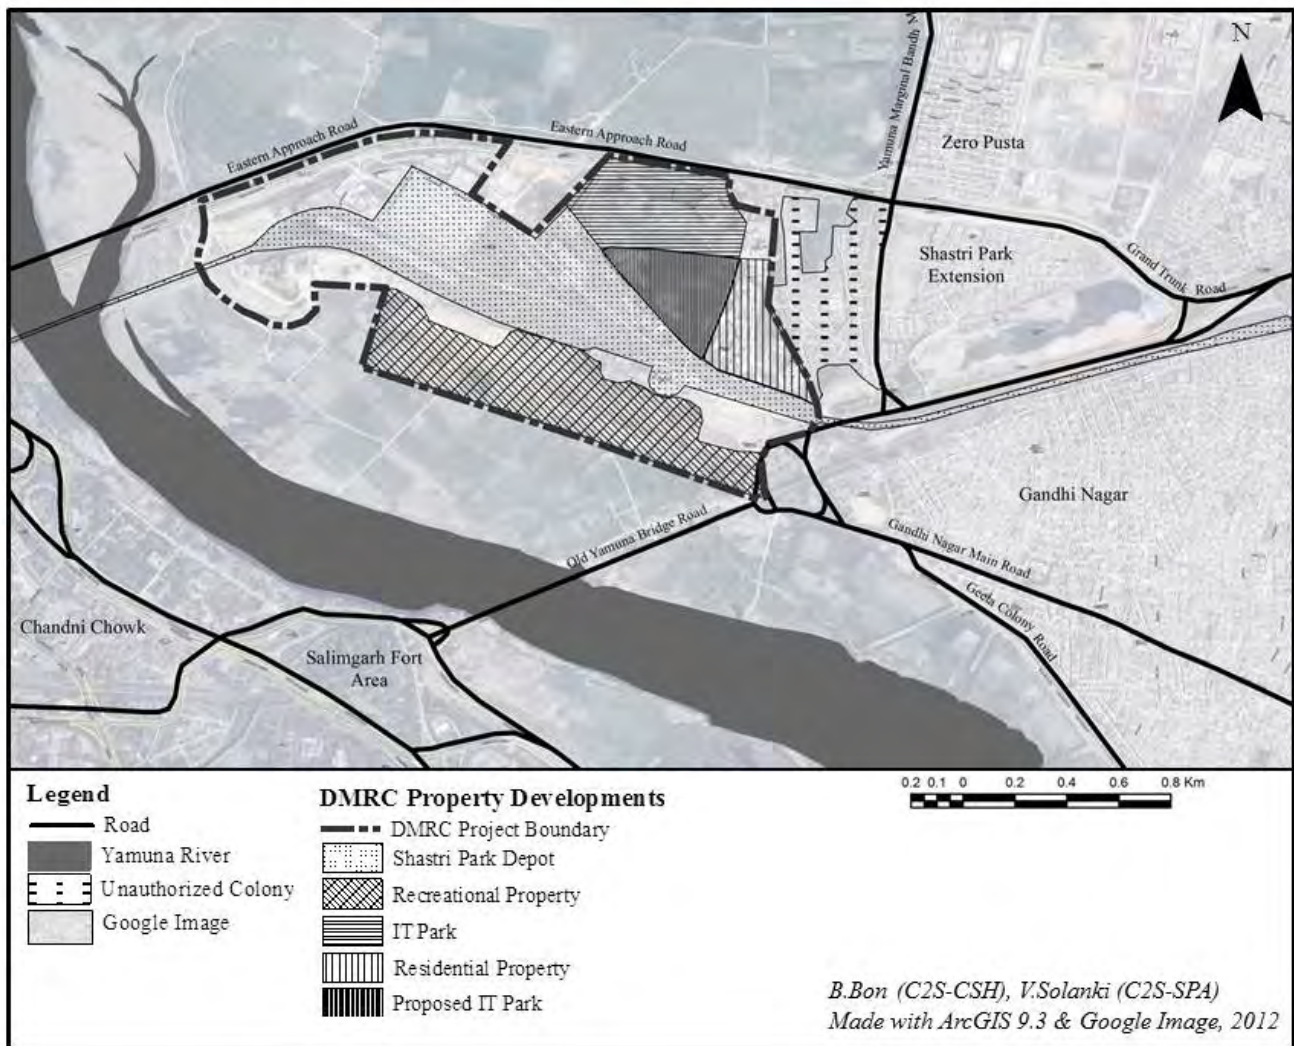 N
Yamuna Marginal Bandh M
Zero Pusta
Eastern Approach Road
Eastern Approach Road
Shastri Park
Extension
Grand Trunk Road
Gandhi Nagar
Old Yamuna Bridge Road
Gandhi Nagar Main Road
Geeta Colony Road
Chandni Chowk
Salimgarh Fort
Area
Legend
Road
Yamuna River
Unauthorized Colony
Google Image
DMRC Property Developments
DMRC Project Boundary
Shastri Park Depot
Recreational Property
IT Park
Residential Property
Proposed IT Park
0.2 0.1 0 0.2 0.4 0.6 0.8 Km
B.Bon (C2S-CSH), V.Solanki (C2S-SPA)
Made with ArcGIS 9.3 & Google Image, 2012